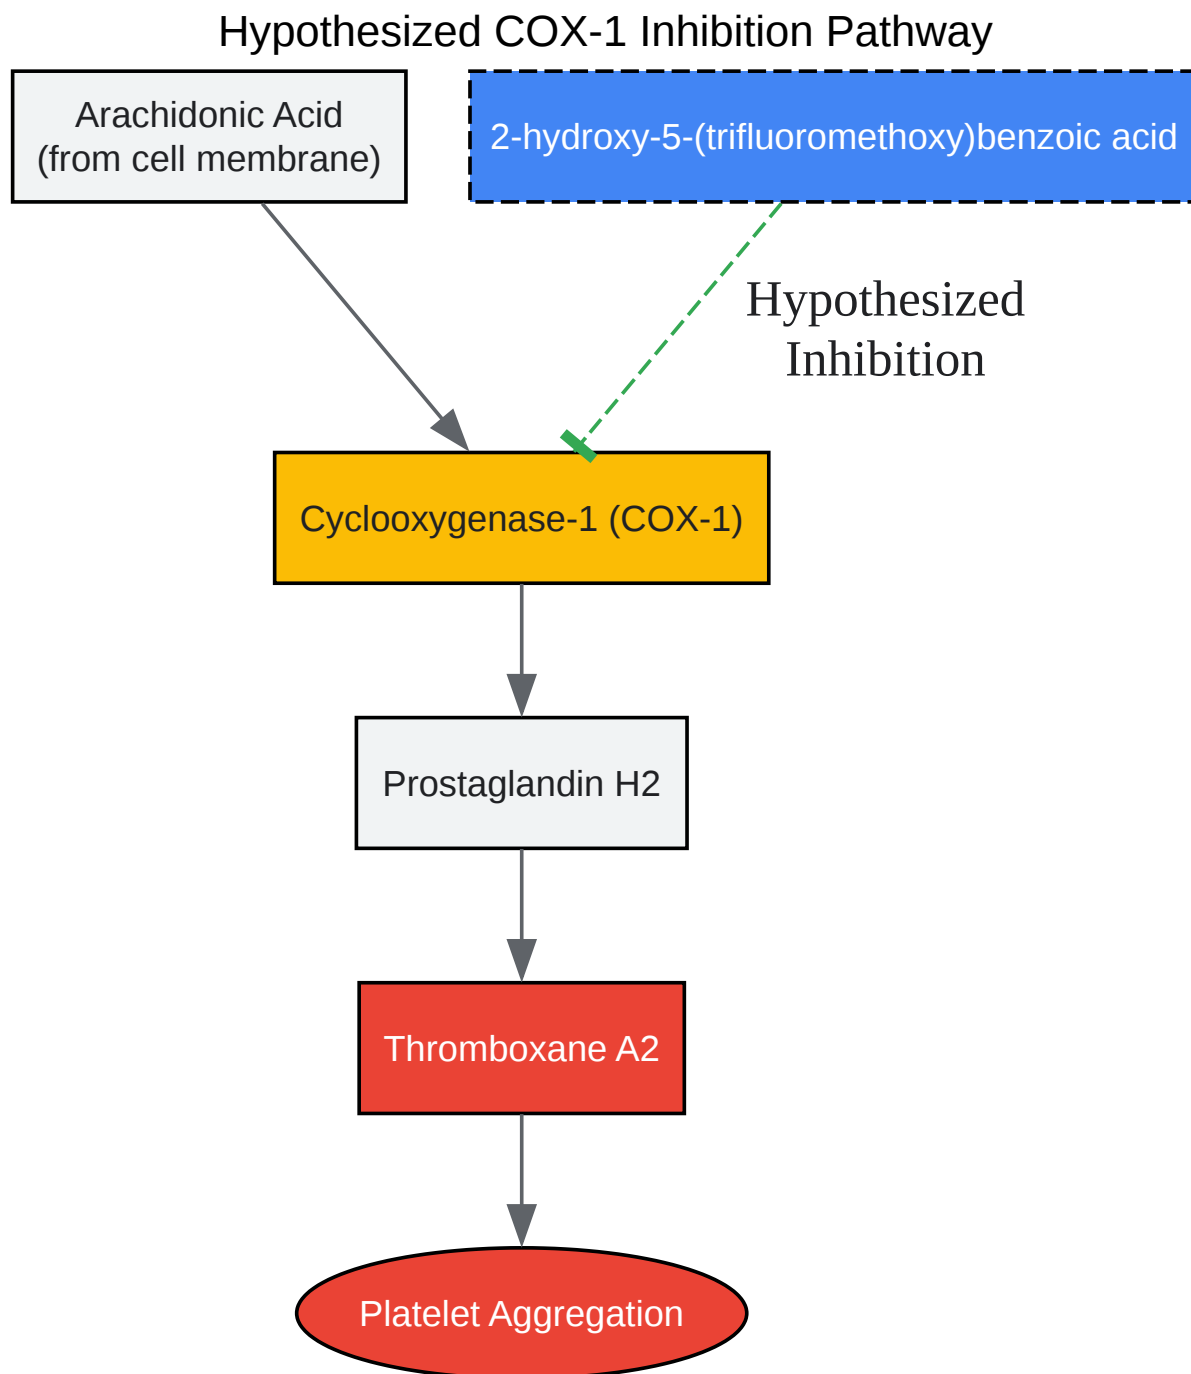 Hypothesized COX-1 Inhibition Pathway
Arachidonic Acid
(from cell membrane)
2-hydroxy-5-(trifluoromethoxy)benzoic acid
Hypothesized
Inhibition
Cyclooxygenase-1 (COX-1)
Prostaglandin H2
Thromboxane A2
Platelet Aggregation